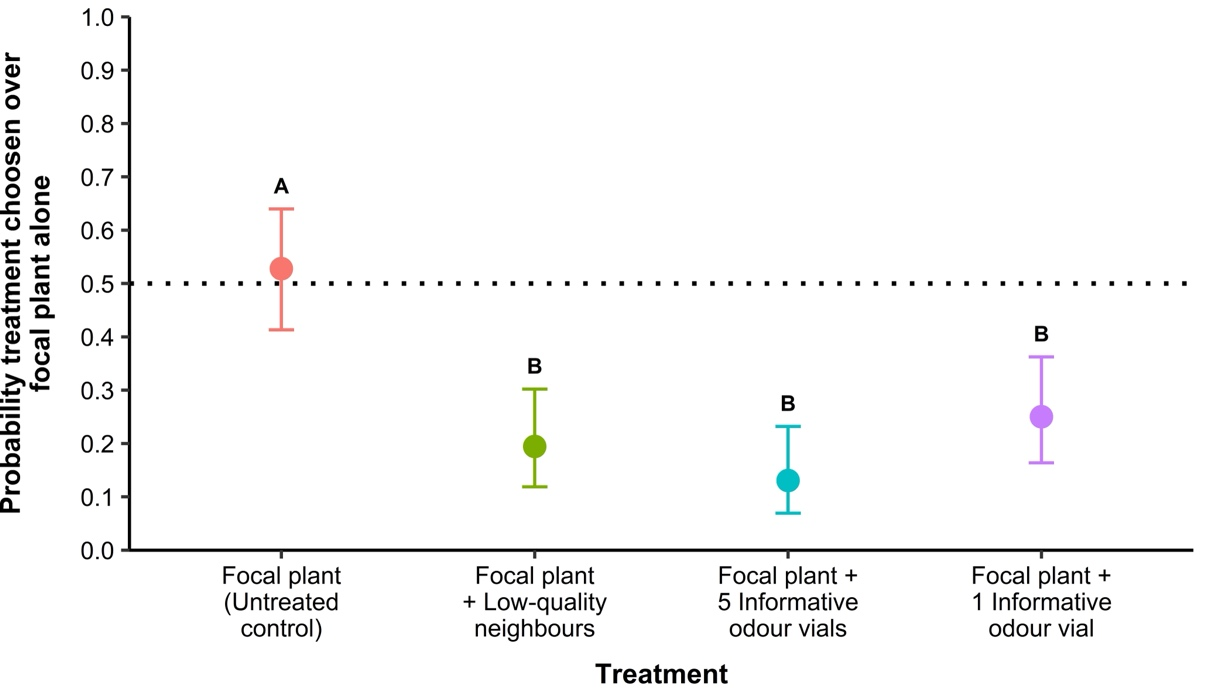 Probability treatment choosen over
focal plant alone
1.0
0.9
0.8
0.7
0.6
0.5
0.4
0.3
0.2
0.1
0.0
A
B
B
B
Focal plant
(Untreated
control)
Focal plant
+ Low-quality
neighbours
Focal plant +
5 Informative
odour vials
Focal plant +
1 Informative
odour vial
Treatment